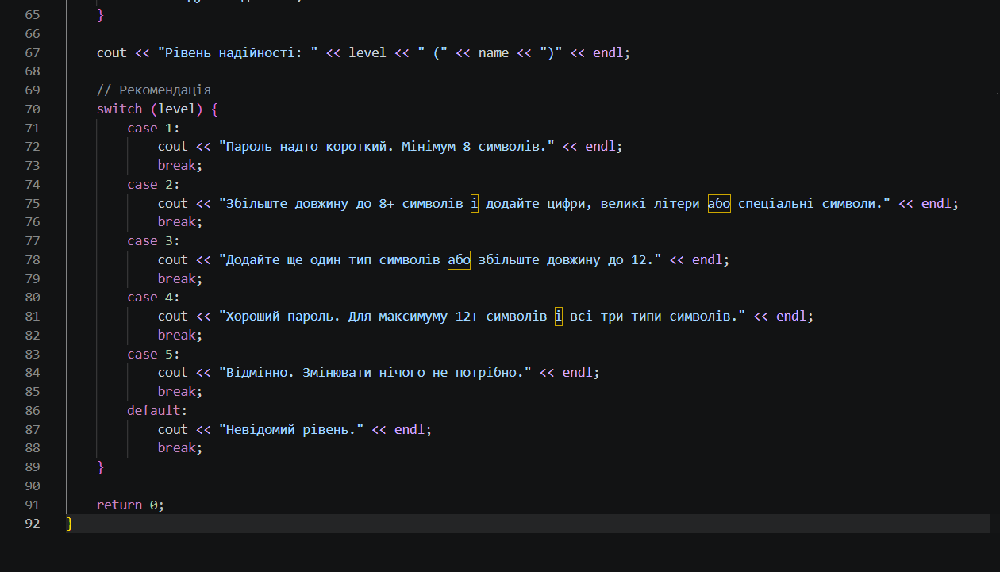 65 }
66
67 cout << "Рівень надійності: " << level << " (" << name << ")" << endl;
68
69 // Рекомендація
70 switch (level) {
71 case 1:
72 cout << "Пароль надто короткий. Мінімум 8 символів." << endl;
73 break;
74 case 2:
75 cout << "Збільште довжину до 8+ символів і додайте цифри, великі літери або спеціальні символи." << endl;
76 break;
77 case 3:
78 cout << "Додайте ще один тип символів або збільште довжину до 12." << endl;
79 break;
80 case 4:
81 cout << "Хороший пароль. Для максимуму 12+ символів і всі три типи символів." << endl;
82 break;
83 case 5:
84 cout << "Відмінно. Змінювати нічого не потрібно." << endl;
85 break;
86 default:
87 cout << "Невідомий рівень." << endl;
88 break;
89 }
90
91 return 0;
92 }